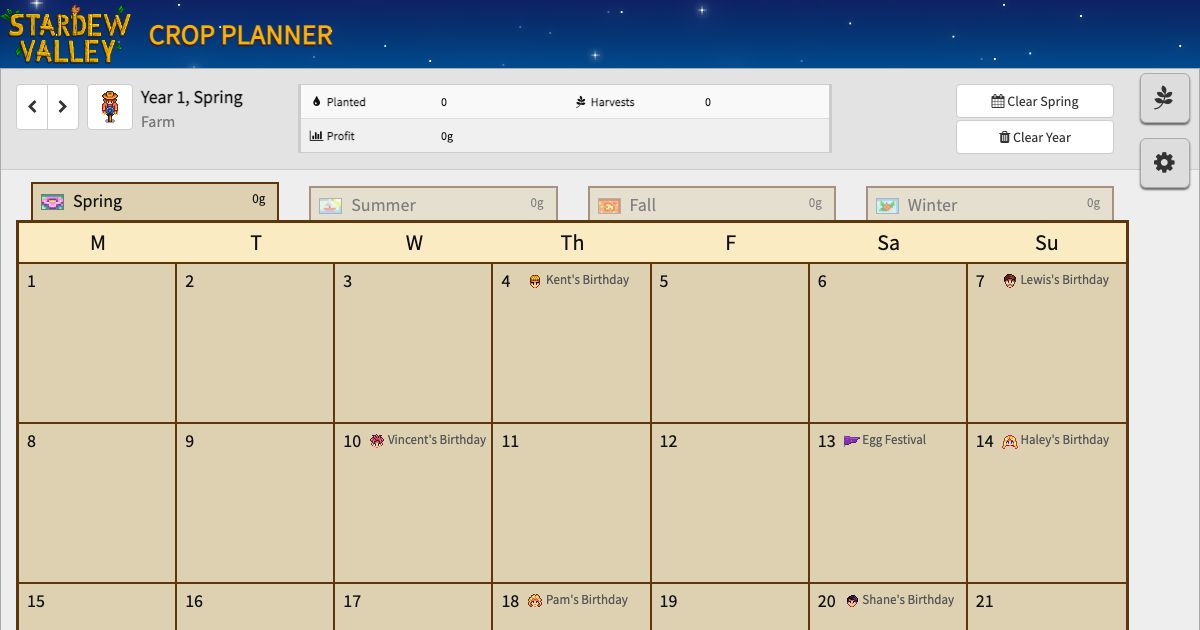 STARDEW
VALLEY
CROP PLANNER
Year 1, Spring
Farm
Planted 0 Harvests 0
Profit 0g
Clear Spring
Clear Year
Spring 0g Summer 0g Fall 0g Winter 0g
M T W Th F Sa Su
1 2 3 4 Kent's Birthday 5 6 7 Lewis's Birthday
8 9 10 Vincent's Birthday 11 12 13 Egg Festival 14 Haley's Birthday
15 16 17 18 Pam's Birthday 19 20 Shane's Birthday 21